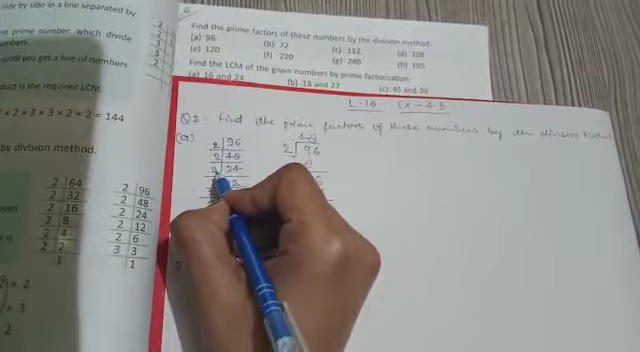 side by side in a line separated by
st prime number, which divide
numbers.
until you get a line of numbers
duct is the required LCM.
× 2 × 3 × 3 × 2 × 2 = 144
by division method.
2 64
2 32
2 16
2 8
2 4
2 2
1
2 96
2 48
2 24
2 12
2 6
3 3
1
Find the prime factors of these numbers by the division method.
(a) 96 (b) 72 (c) 112 (d) 108
(e) 120 (f) 220 (g) 240 (h) 165
Find the LCM of the given numbers by prime factorization.
(a) 16 and 24 (b) 18 and 27 (c) 45 and 30
L-18 Ex-4.5
Q2. Find the prime factors of these numbers by the division Method
(a) 2 96
2 48
2 24
12
48
2 96
8